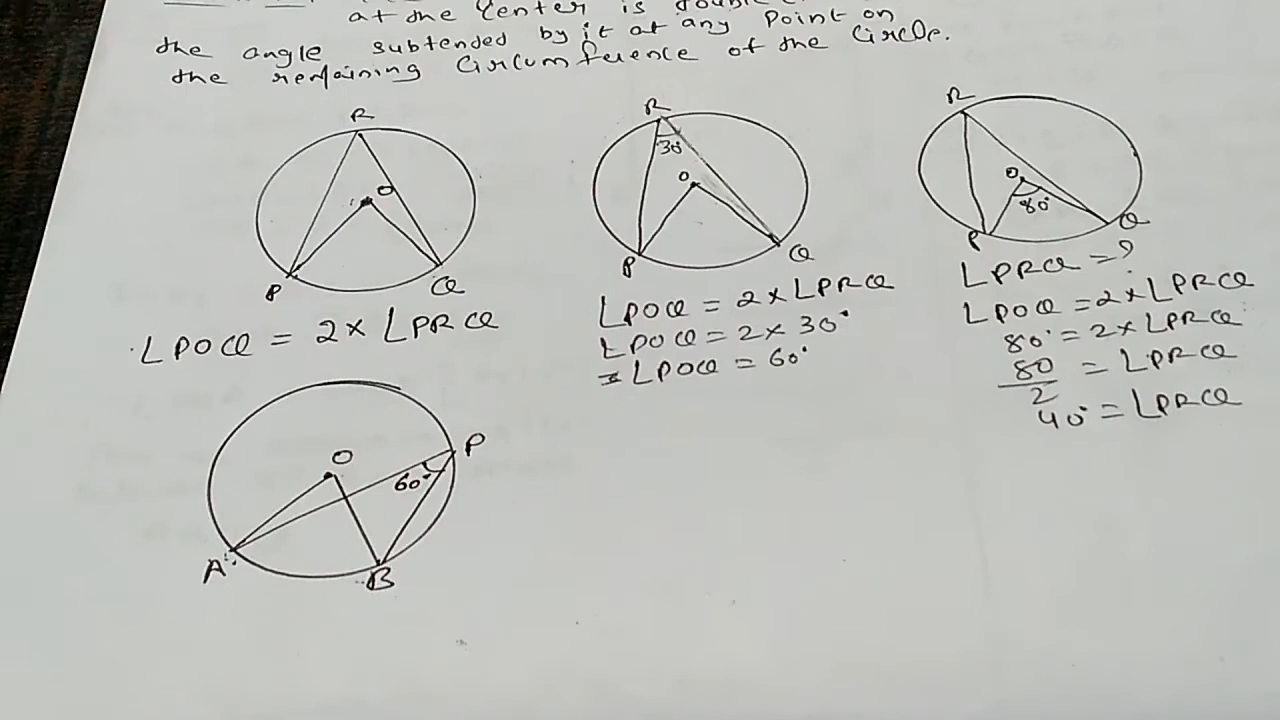 at the Center is double
the angle subtended by it at any Point on
the remaining Circumference of the Circle.
R
O
P
Q
∠POQ = 2 × ∠PRQ
R
30°
O
P
Q
∠POQ = 2 × ∠PRQ
∠POQ = 2 × 30°
∠POQ = 60°
R
O
80°
P
Q
∠PRQ = ?
∠POQ = 2 × ∠PRQ
80° = 2 × ∠PRQ
80/2 = ∠PRQ
40° = ∠PRQ
O
P
60°
A
B